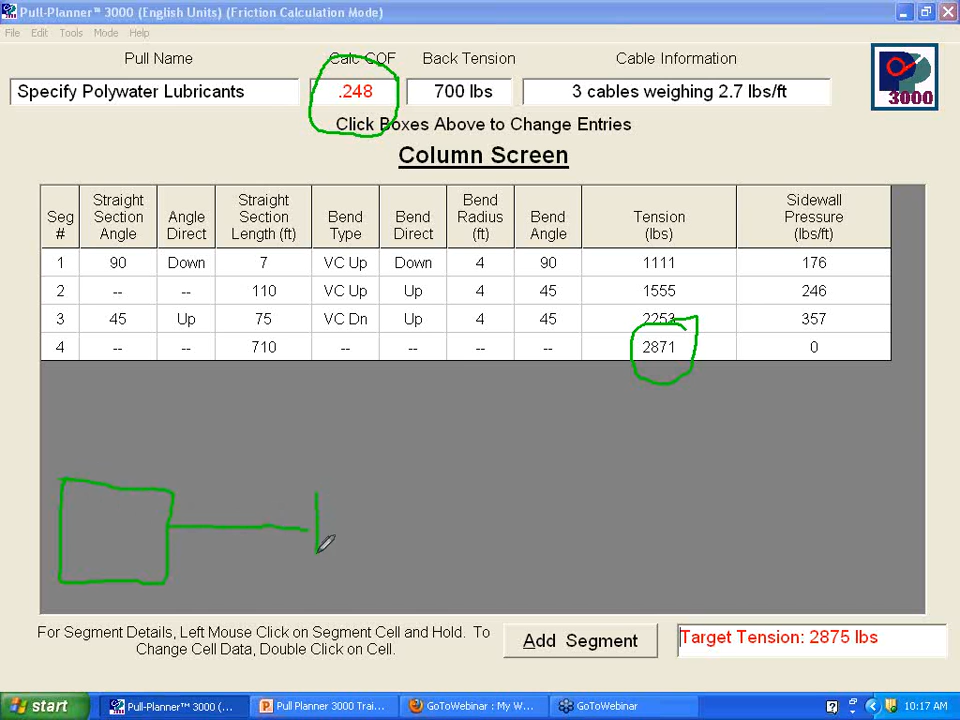 Pull-Planner™ 3000 (English Units) (Friction Calculation Mode)
File Edit Tools Mode Help
Pull Name Calc COF Back Tension Cable Information
Specify Polywater Lubricants .248 700 lbs 3 cables weighing 2.7 lbs/ft
3000
Click Boxes Above to Change Entries
Column Screen
Seg # Straight Section Angle Angle Direct Straight Section Length (ft) Bend Type Bend Direct Bend Radius (ft) Bend Angle Tension (lbs) Sidewall Pressure (lbs/ft)
1 90 Down 7 VC Up Down 4 90 1111 176
2 -- -- 110 VC Up Up 4 45 1555 246
3 45 Up 75 VC Dn Up 4 45 2253 357
4 -- -- 710 -- -- -- -- 2871 0
For Segment Details, Left Mouse Click on Segment Cell and Hold. To
Change Cell Data, Double Click on Cell.
Add Segment
Target Tension: 2875 lbs
start Pull-Planner™ 3000 (... Pull Planner 3000 Trai... GoToWebinar : My W... GoToWebinar 10:17 AM